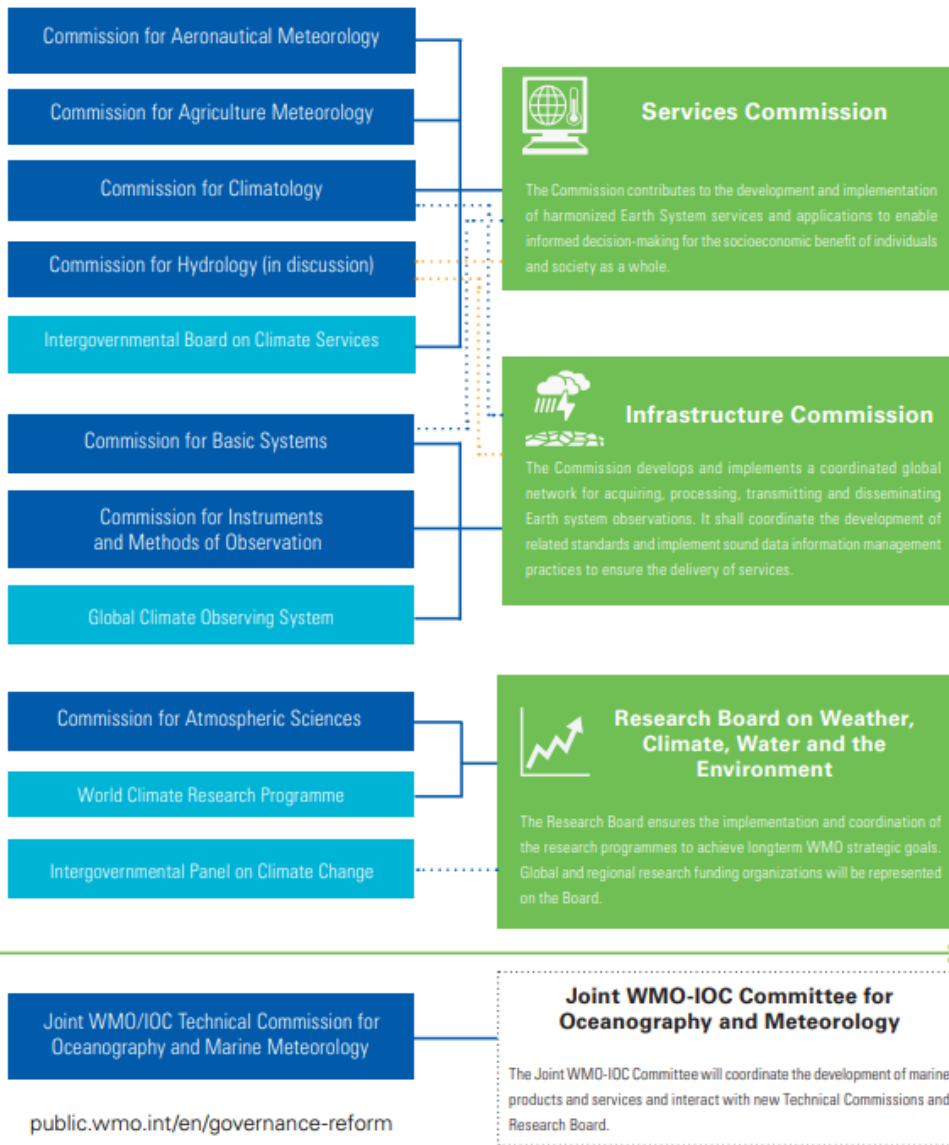 Commission for Aeronautical Meteorology
Commission for Agriculture Meteorology
Commission for Climatology
Commission for Hydrology (in discussion)
Intergovernmental Board on Climate Services
Commission for Basic Systems
Commission for Instruments
and Methods of Observation
Global Climate Observing System
Commission for Atmospheric Sciences
World Climate Research Programme
Intergovernmental Panel on Climate Change
Services Commission
The Commission contributes to the development and implementation
of harmonized Earth System services and applications to enable
informed decision-making for the socioeconomic benefit of individuals
and society as a whole.
Infrastructure Commission
The Commission develops and implements a coordinated global
network for acquiring, processing, transmitting and disseminating
Earth system observations. It shall coordinate the development of
related standards and implement sound data information management
practices to ensure the delivery of services.
Research Board on Weather,
Climate, Water and the
Environment
The Research Board ensures the implementation and coordination of
the research programmes to achieve longterm WMO strategic goals.
Global and regional research funding organizations will be represented
on the Board.
Joint WMO/IOC Technical Commission for
Oceanography and Marine Meteorology
Joint WMO-IOC Committee for
Oceanography and Meteorology
The Joint WMO-IOC Committee will coordinate the development of marine
products and services and interact with new Technical Commissions and
Research Board.
public.wmo.int/en/governance-reform